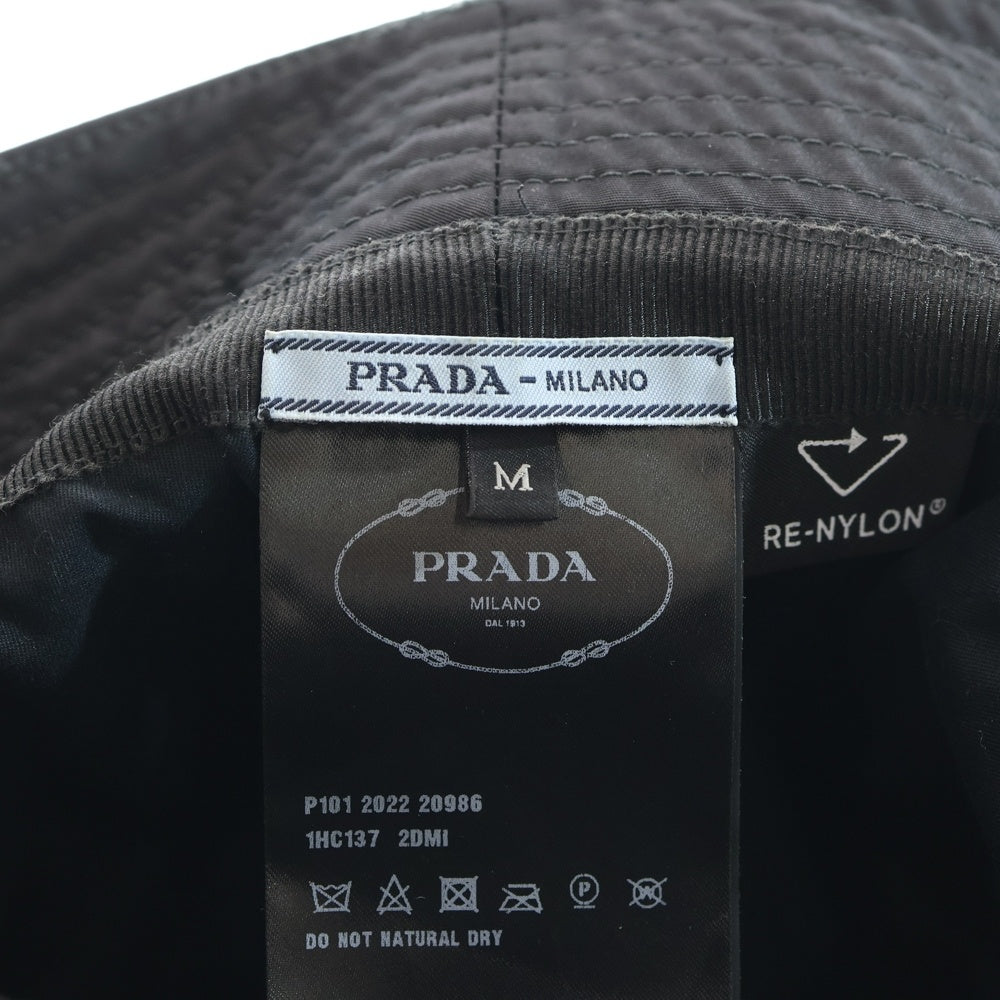 PRADA - MILANO
M
RE-NYLON®
PRADA
MILANO
DAL 1913
P101 2022 20986
1HC137 2DMI
P
W
DO NOT NATURAL DRY